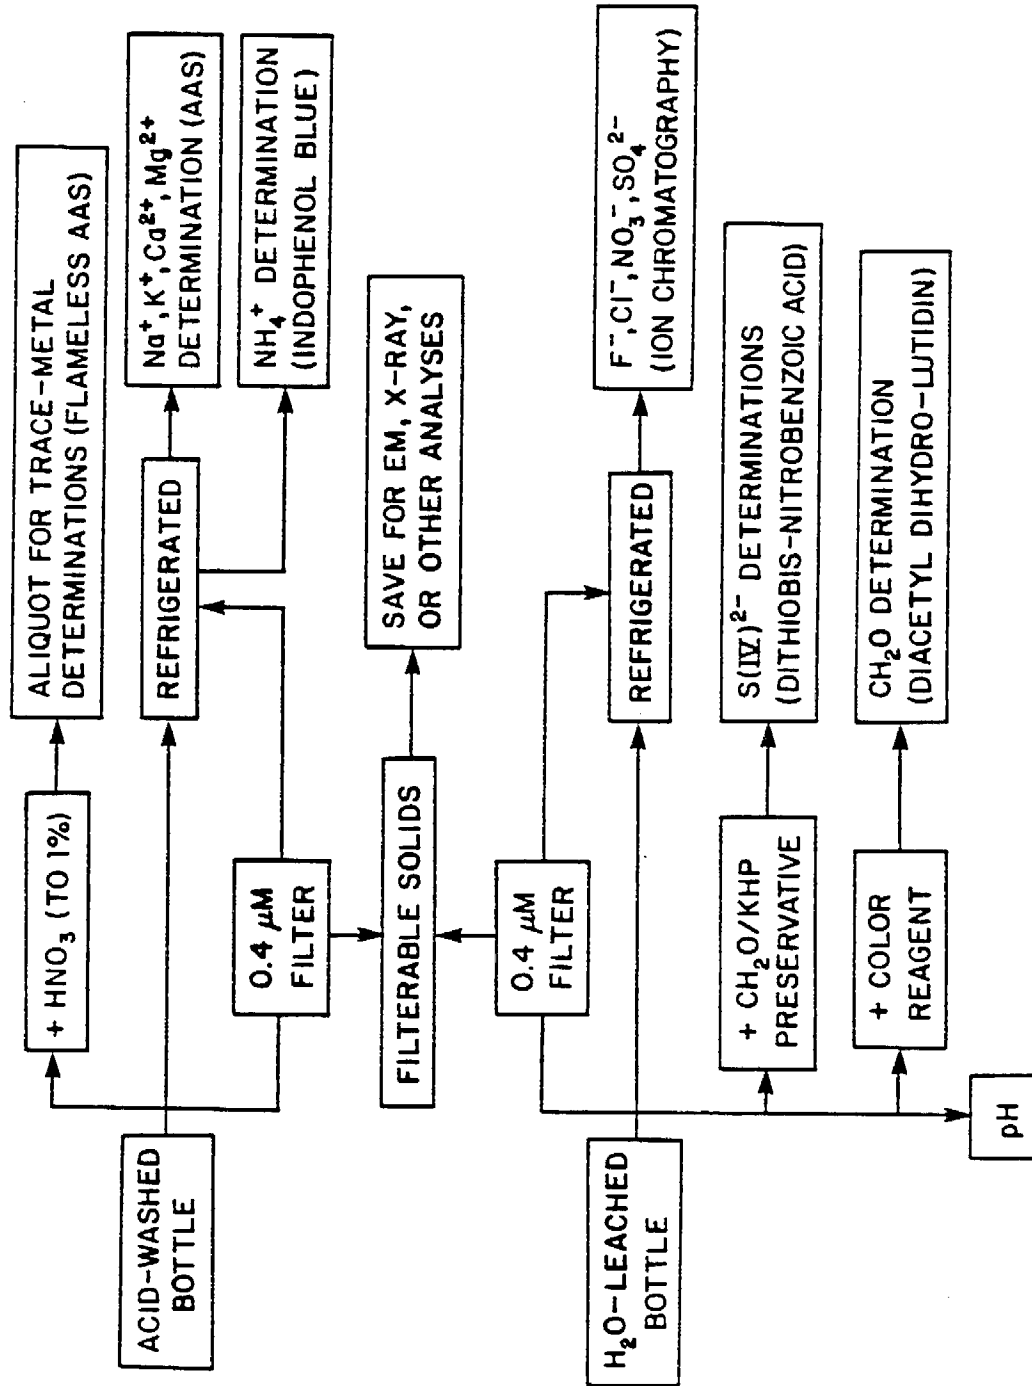 ACID-WASHED
BOTTLE
+ HNO₃ (TO 1%)
ALIQUOT FOR TRACE-METAL
DETERMINATIONS (FLAMELESS AAS)
REFRIGERATED
Na⁺, K⁺, Ca²⁺, Mg²⁺
DETERMINATION (AAS)
NH₄⁺ DETERMINATION
(INDOPHENOL BLUE)
0.4 μM
FILTER
FILTERABLE SOLIDS
SAVE FOR EM, X-RAY,
OR OTHER ANALYSES
0.4 μM
FILTER
H₂O-LEACHED
BOTTLE
REFRIGERATED
F⁻, Cl⁻, NO₃⁻, SO₄²⁻
(ION CHROMATOGRAPHY)
+ CH₂O/KHP
PRESERVATIVE
S(IV)²⁻ DETERMINATIONS
(DITHIOBIS-NITROBENZOIC ACID)
+ COLOR
REAGENT
CH₂O DETERMINATION
(DIACETYL DIHYDRO-LUTIDIN)
pH